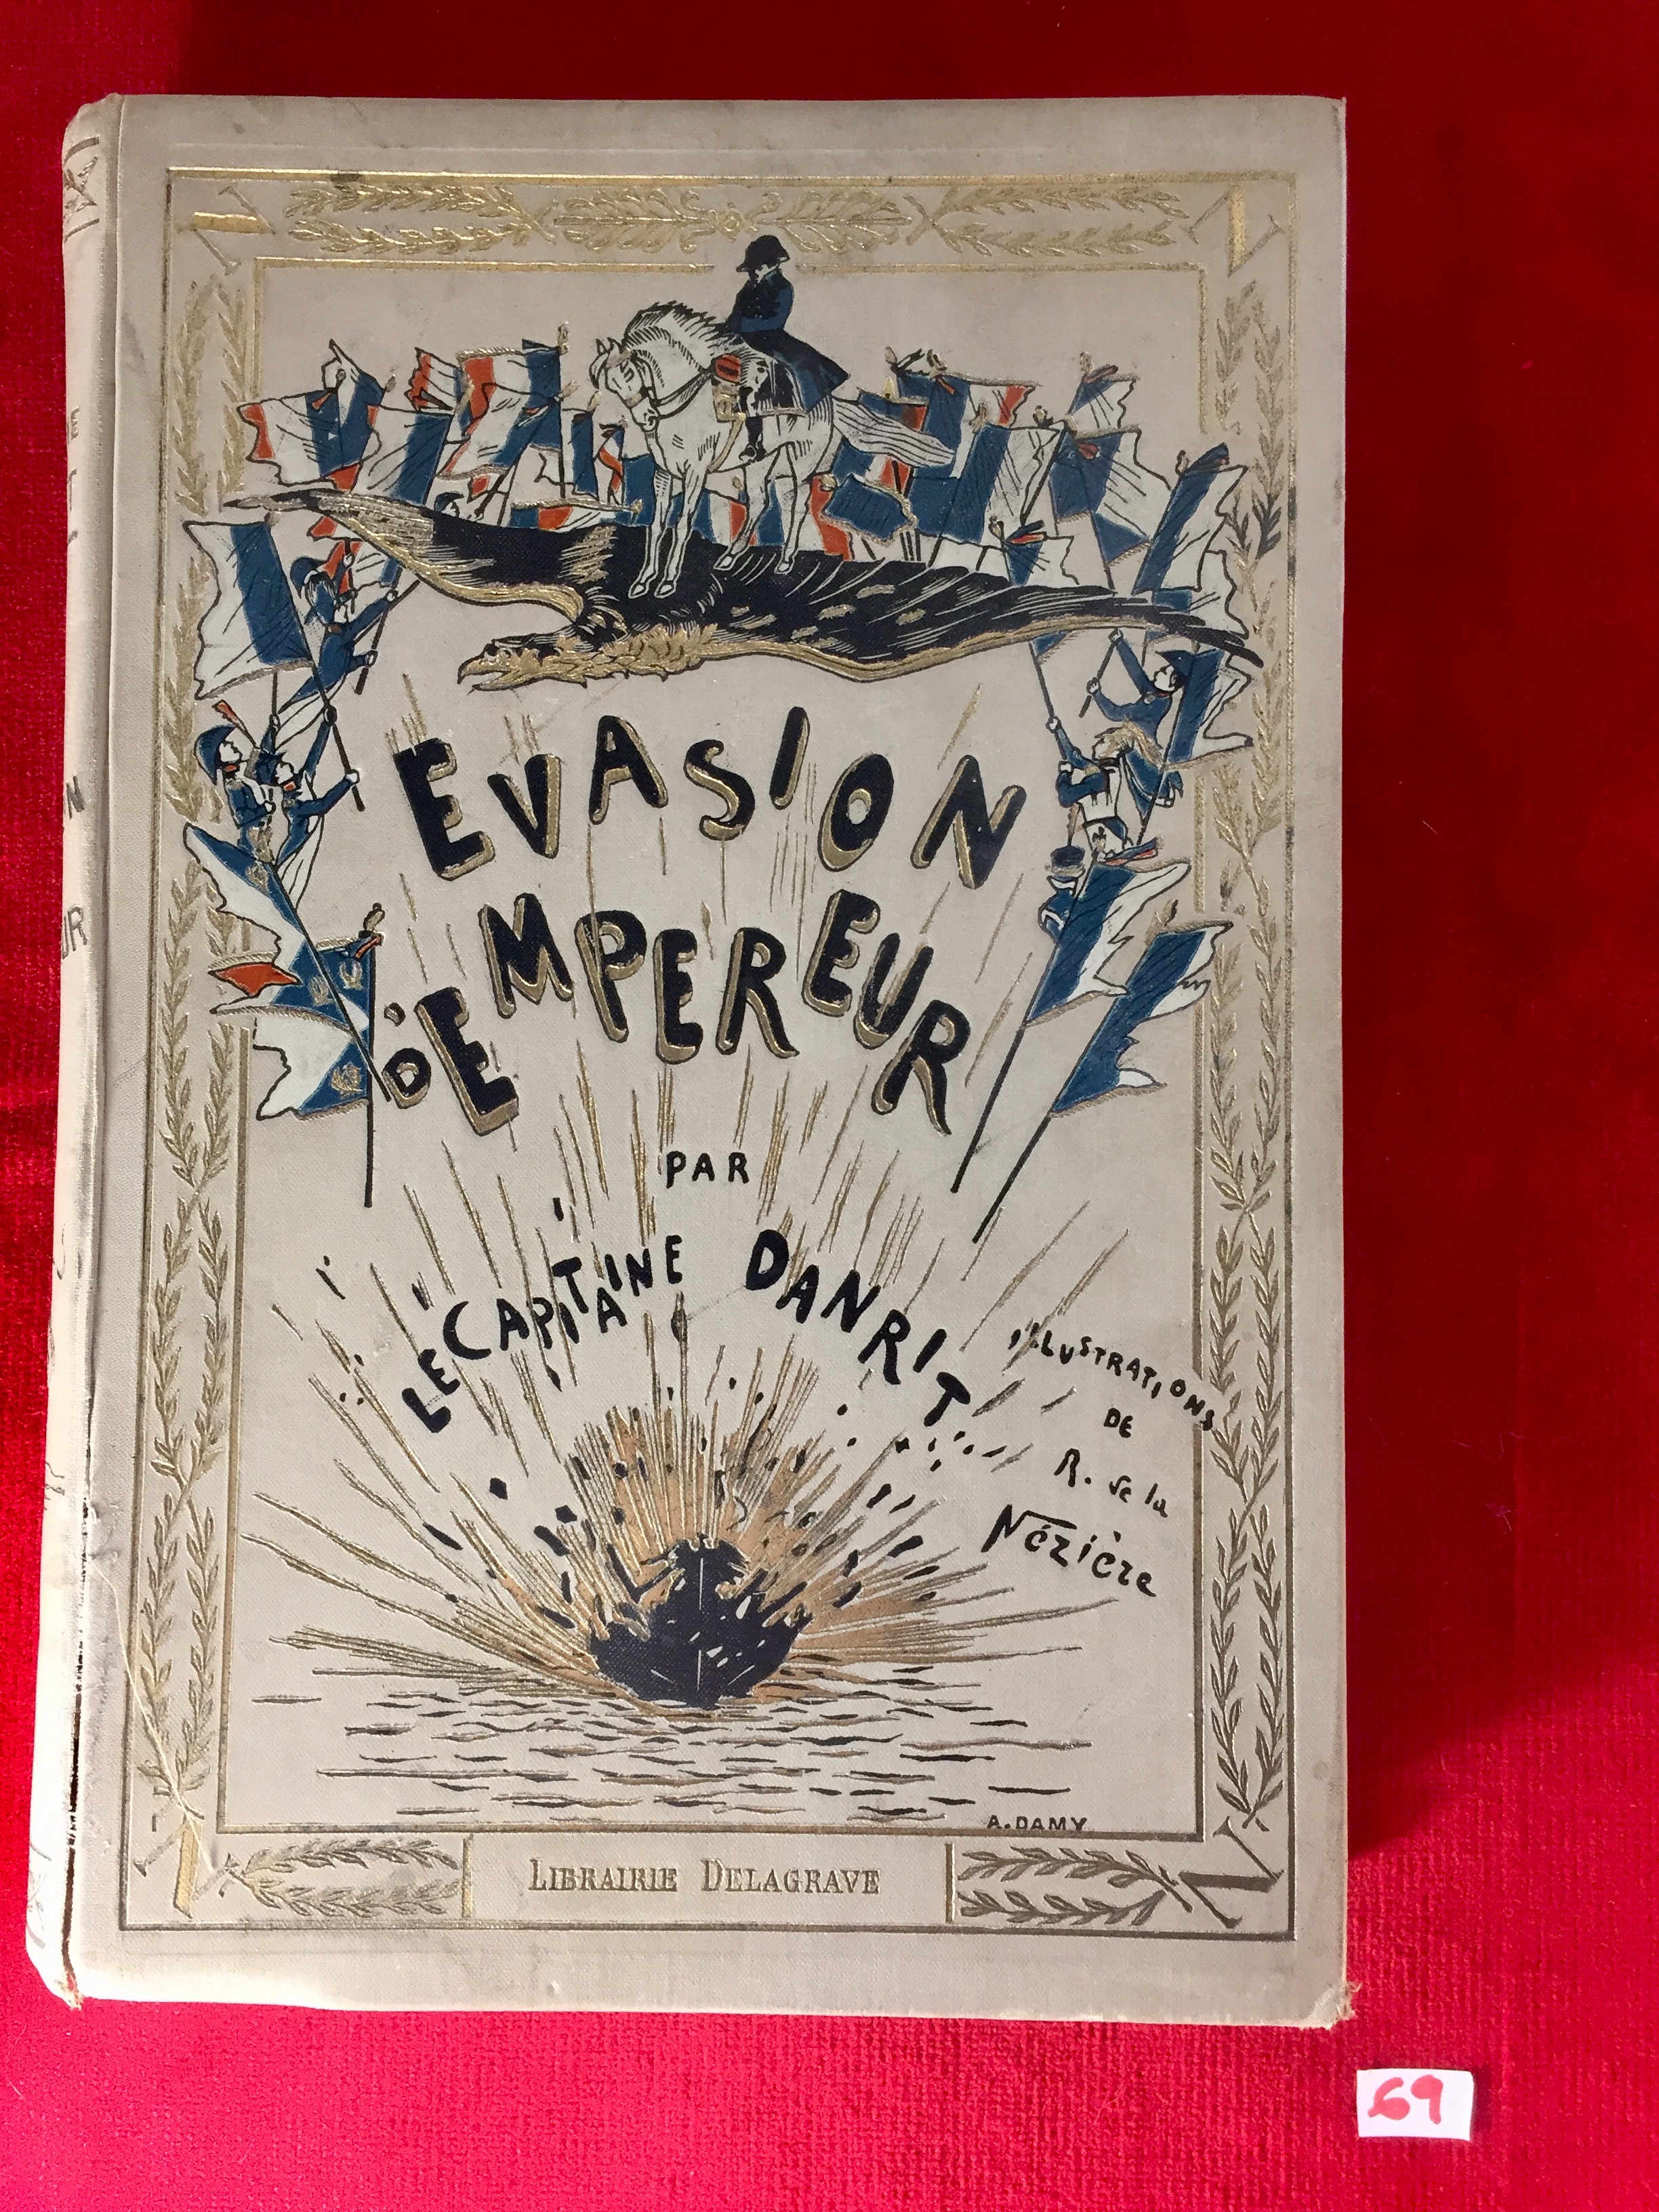 EVASION
D'EMPEREUR
PAR
LE CAPITAINE DANRIT
ILLUSTRATIONS
DE
R. de la
Nézière
A. DAMY
LIBRAIRIE DELAGRAVE
69